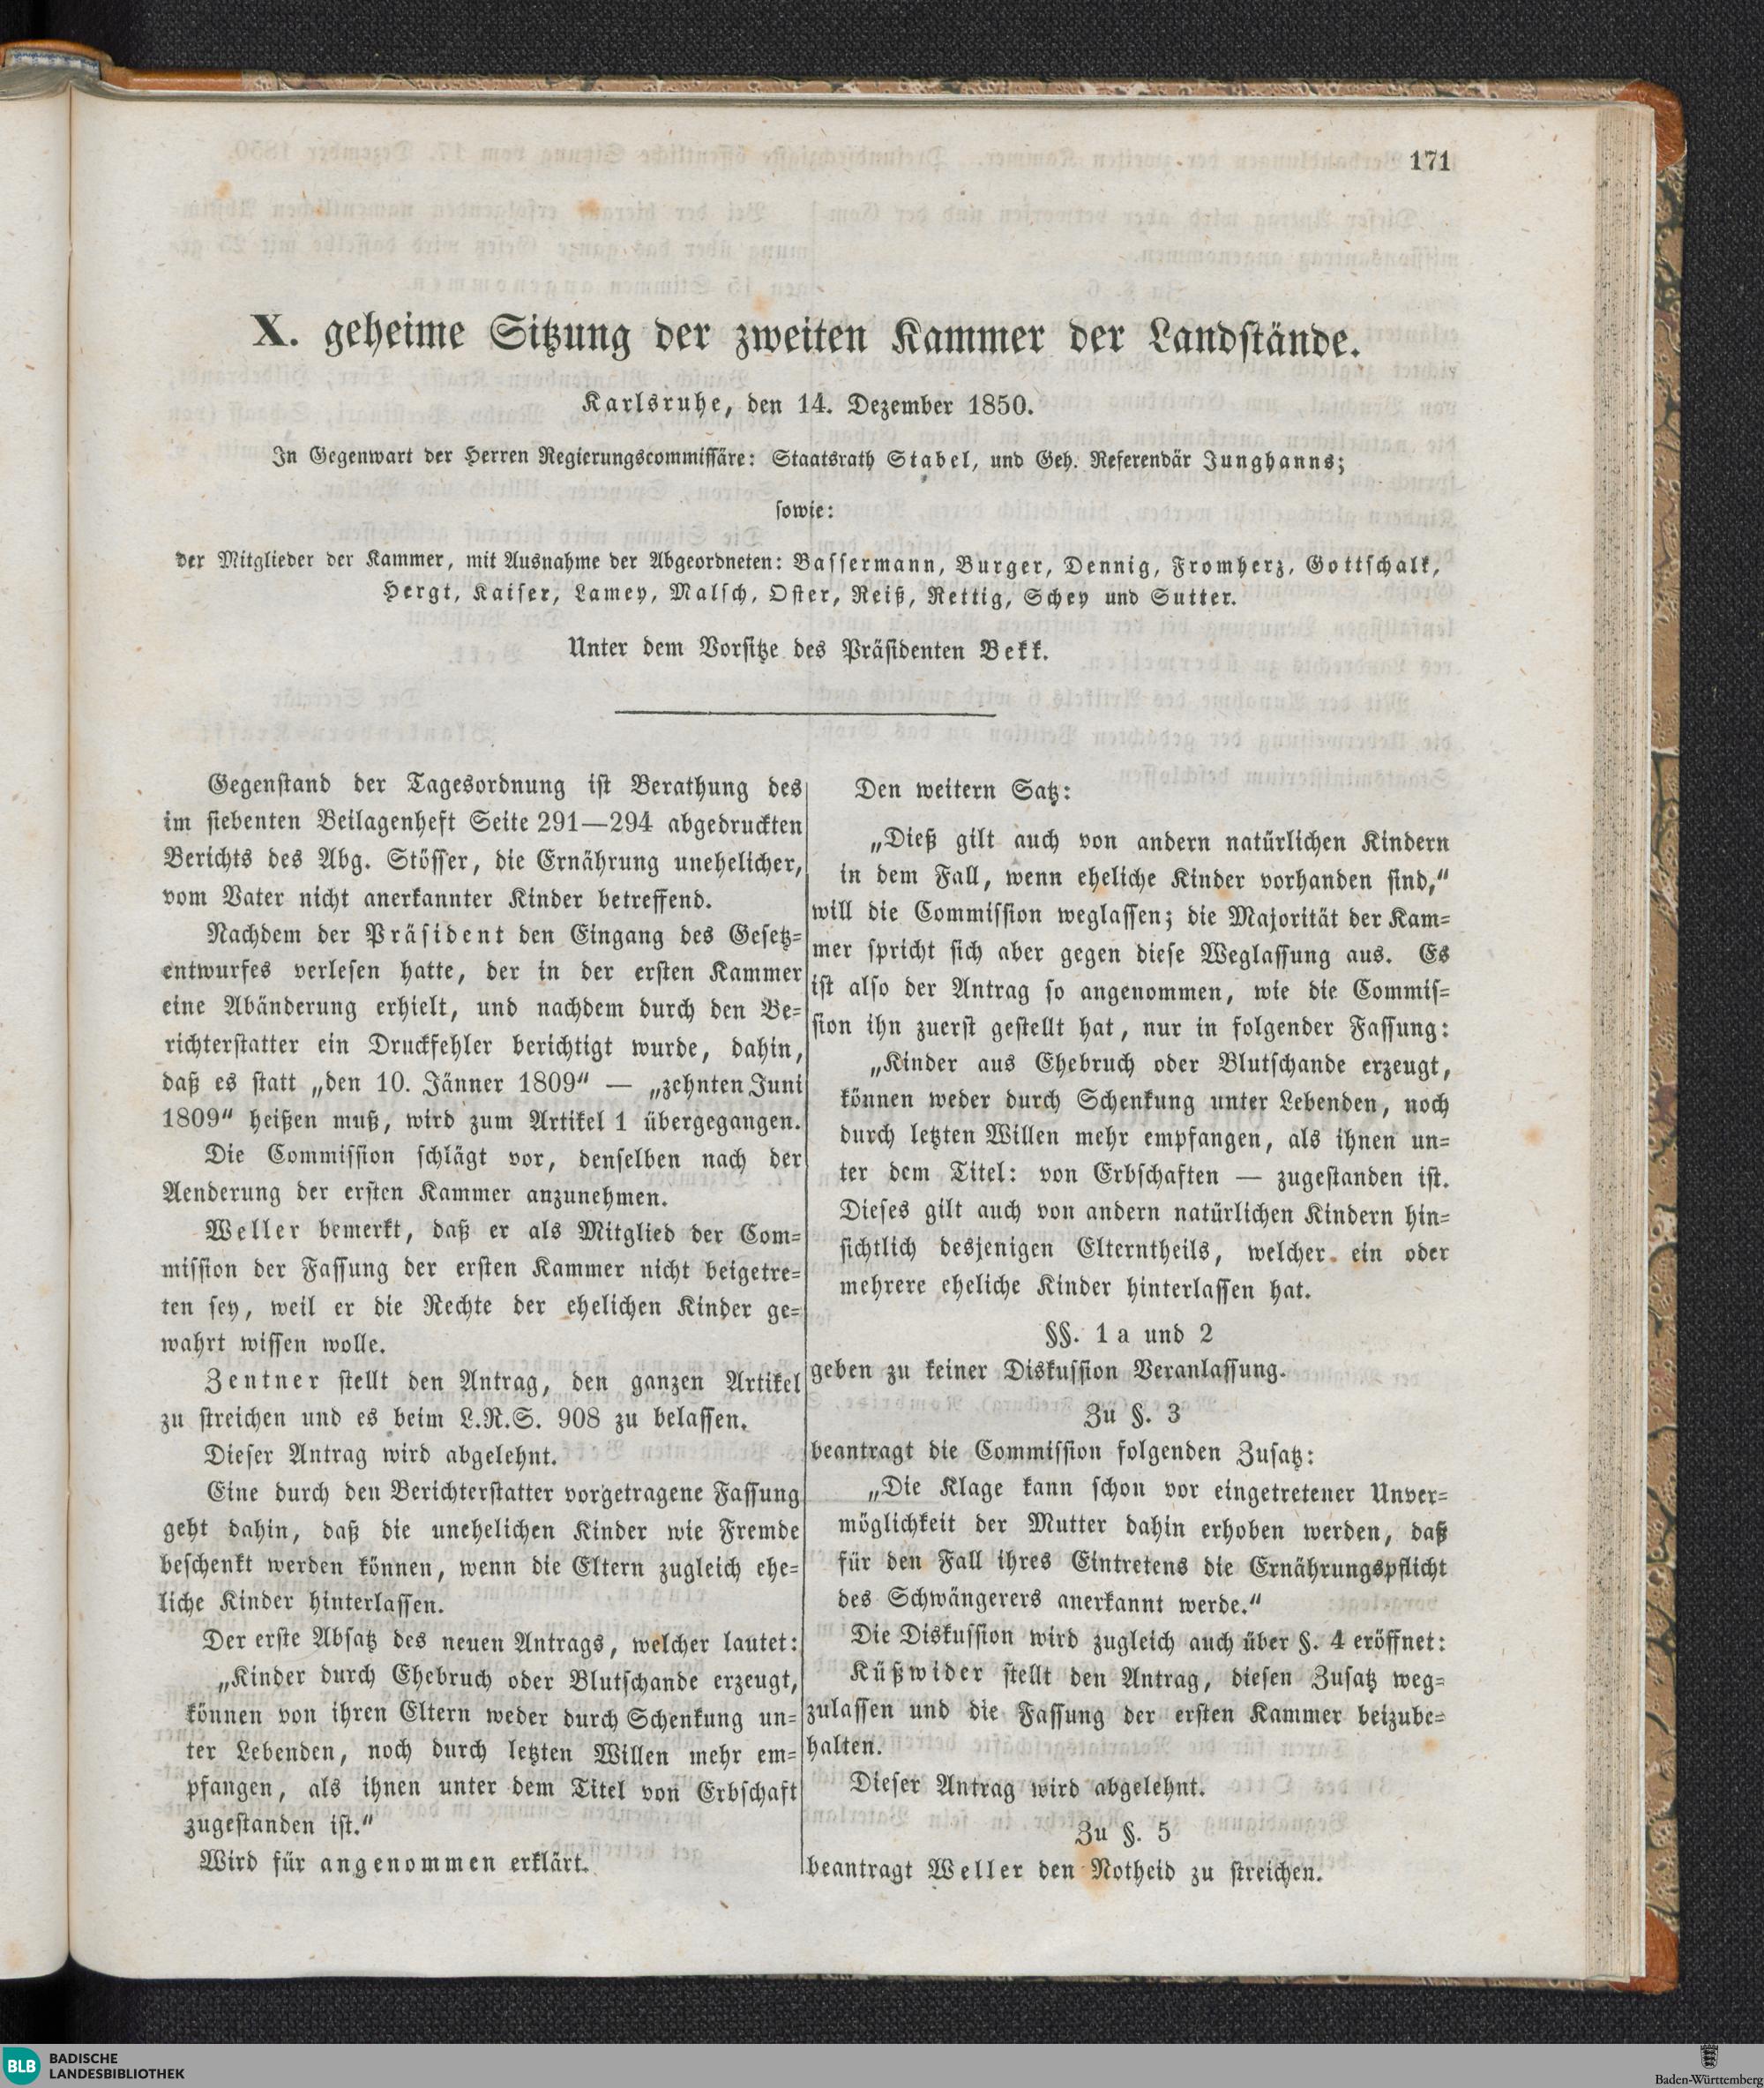 171
X. geheime Sitzung der zweiten Kammer der Landstände.
Karlsruhe, den 14. Dezember 1850.
In Gegenwart der Herren Regierungscommissäre: Staatsrath Stabel, und Geh. Referendär Junghanns;
sowie:
der Mitglieder der Kammer, mit Ausnahme der Abgeordneten: Bassermann, Burger, Dennig, Fromherz, Gottschalk,
Hergt, Kaiser, Lamey, Malsch, Oster, Reiß, Rettig, Schey und Sutter.
Unter dem Vorsitze des Präsidenten Bekk.
Gegenstand der Tagesordnung ist Berathung des
im siebenten Beilagenheft Seite 291—294 abgedruckten
Berichts des Abg. Stösser, die Ernährung unehelicher,
vom Vater nicht anerkannter Kinder betreffend.
Nachdem der Präsident den Eingang des Gesetz-
entwurfes verlesen hatte, der in der ersten Kammer
eine Abänderung erhielt, und nachdem durch den Be-
richterstatter ein Druckfehler berichtigt wurde, dahin,
daß es statt „den 10. Jänner 1809“ — „zehnten Juni
1809“ heißen muß, wird zum Artikel 1 übergegangen.
Die Commission schlägt vor, denselben nach der
Aenderung der ersten Kammer anzunehmen.
Weller bemerkt, daß er als Mitglied der Com-
mission der Fassung der ersten Kammer nicht beigetre-
ten sey, weil er die Rechte der ehelichen Kinder ge-
wahrt wissen wolle.
Zentner stellt den Antrag, den ganzen Artikel
zu streichen und es beim L.R.S. 908 zu belassen.
Dieser Antrag wird abgelehnt.
Eine durch den Berichterstatter vorgetragene Fassung
geht dahin, daß die unehelichen Kinder wie Fremde
beschenkt werden können, wenn die Eltern zugleich ehe-
liche Kinder hinterlassen.
Der erste Absatz des neuen Antrags, welcher lautet:
„Kinder durch Ehebruch oder Blutschande erzeugt,
können von ihren Eltern weder durch Schenkung un-
ter Lebenden, noch durch letzten Willen mehr em-
pfangen, als ihnen unter dem Titel von Erbschaft
zugestanden ist.“
Wird für angenommen erklärt.
Den weitern Satz:
„Dieß gilt auch von andern natürlichen Kindern
in dem Fall, wenn eheliche Kinder vorhanden sind,“
will die Commission weglassen; die Majorität der Kam-
mer spricht sich aber gegen diese Weglassung aus. Es
ist also der Antrag so angenommen, wie die Commis-
sion ihn zuerst gestellt hat, nur in folgender Fassung:
„Kinder aus Ehebruch oder Blutschande erzeugt,
können weder durch Schenkung unter Lebenden, noch
durch letzten Willen mehr empfangen, als ihnen un-
ter dem Titel: von Erbschaften — zugestanden ist.
Dieses gilt auch von andern natürlichen Kindern hin-
sichtlich desjenigen Elterntheils, welcher ein oder
mehrere eheliche Kinder hinterlassen hat.
§§. 1 a und 2
geben zu keiner Diskussion Veranlassung.
Zu §. 3
beantragt die Commission folgenden Zusatz:
„Die Klage kann schon vor eingetretener Unver-
möglichkeit der Mutter dahin erhoben werden, daß
für den Fall ihres Eintretens die Ernährungspflicht
des Schwängerers anerkannt werde.“
Die Diskussion wird zugleich auch über §. 4 eröffnet:
Küßwider stellt den Antrag, diesen Zusatz weg-
zulassen und die Fassung der ersten Kammer beizube-
halten.
Dieser Antrag wird abgelehnt.
Zu §. 5
beantragt Weller den Notheid zu streichen.
BLB BADISCHE
LANDESBIBLIOTHEK
Baden-Württemberg